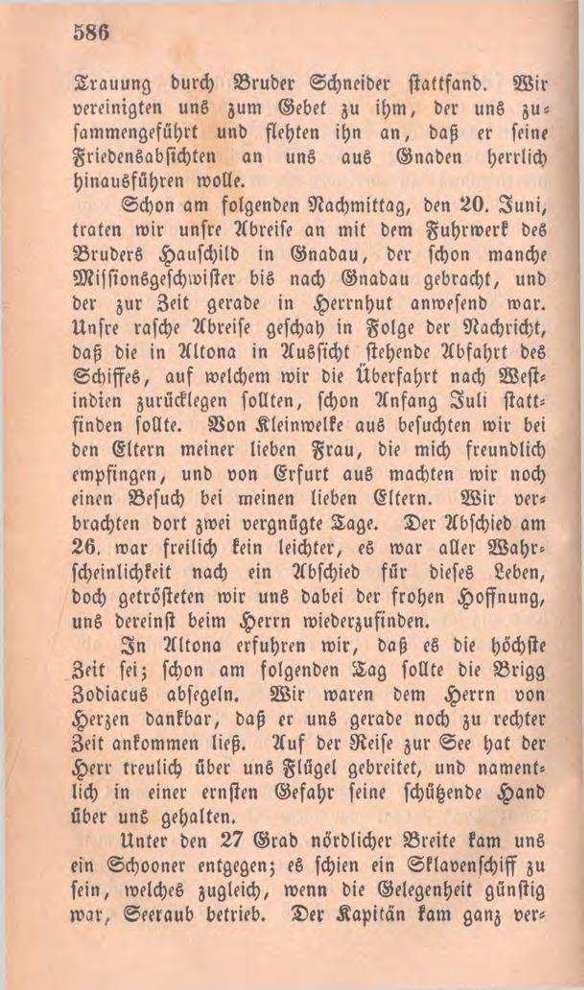 586
Trauung durch Bruder Schneider stattfand. Wir
vereinigten uns zum Gebet zu ihm, der uns zu-
sammengeführt und flehten ihn an, daß er seine
Friedensabsichten an uns aus Gnaden herrlich
hinausführen wolle.
Schon am folgenden Nachmittag, den 20. Juni,
traten wir unsre Abreise an mit dem Fuhrwerk des
Bruders Hauschild in Gnadau, der schon manche
Missionsgeschwister bis nach Gnadau gebracht, und
der zur Zeit gerade in Herrnhut anwesend war.
Unsre rasche Abreise geschah in Folge der Nachricht,
daß die in Altona in Aussicht stehende Abfahrt des
Schiffes, auf welchem wir die Überfahrt nach West-
indien zurücklegen sollten, schon Anfang Juli statt-
finden sollte. Von Kleinwelke aus besuchten wir bei
den Eltern meiner lieben Frau, die mich freundlich
empfingen, und von Erfurt aus machten wir noch
einen Besuch bei meinen lieben Eltern. Wir ver-
brachten dort zwei vergnügte Tage. Der Abschied am
26. war freilich kein leichter, es war aller Wahr-
scheinlichkeit nach ein Abschied für dieses Leben,
doch getrösteten wir uns dabei der frohen Hoffnung,
uns dereinst beim Herrn wiederzufinden.
In Altona erfuhren wir, daß es die höchste
Zeit sei; schon am folgenden Tag sollte die Brigg
Zodiacus absegeln. Wir waren dem Herrn von
Herzen dankbar, daß er uns gerade noch zu rechter
Zeit ankommen ließ. Auf der Reise zur See hat der
Herr treulich über uns Flügel gebreitet, und nament-
lich in einer ernsten Gefahr seine schützende Hand
über uns gehalten.
Unter den 27 Grad nördlicher Breite kam uns
ein Schooner entgegen; es schien ein Sklavenschiff zu
sein, welches zugleich, wenn die Gelegenheit günstig
war, Seeraub betrieb. Der Kapitän kam ganz ver-